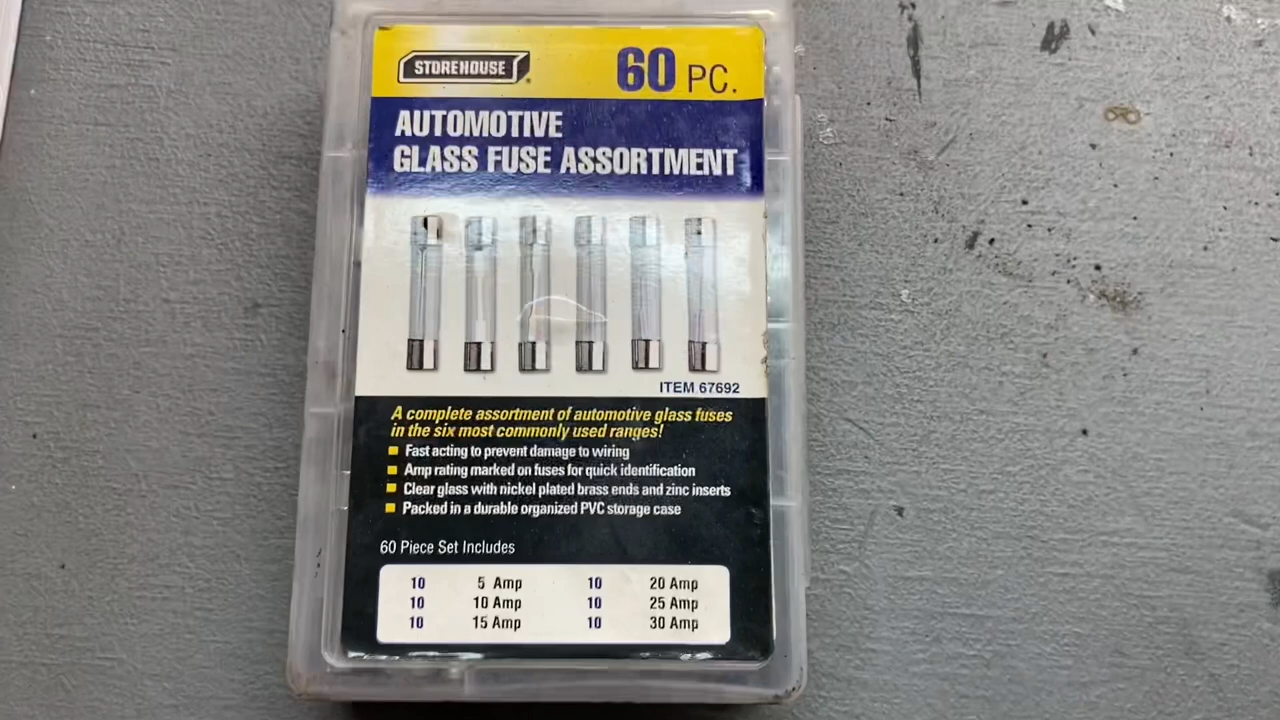 STOREHOUSE
60 PC.
AUTOMOTIVE
GLASS FUSE ASSORTMENT
ITEM 67692
A complete assortment of automotive glass fuses
in the six most commonly used ranges!
Fast acting to prevent damage to wiring
Amp rating marked on fuses for quick identification
Clear glass with nickel plated brass ends and zinc inserts
Packed in a durable organized PVC storage case
60 Piece Set Includes
10 5 Amp 10 20 Amp
10 10 Amp 10 25 Amp
10 15 Amp 10 30 Amp